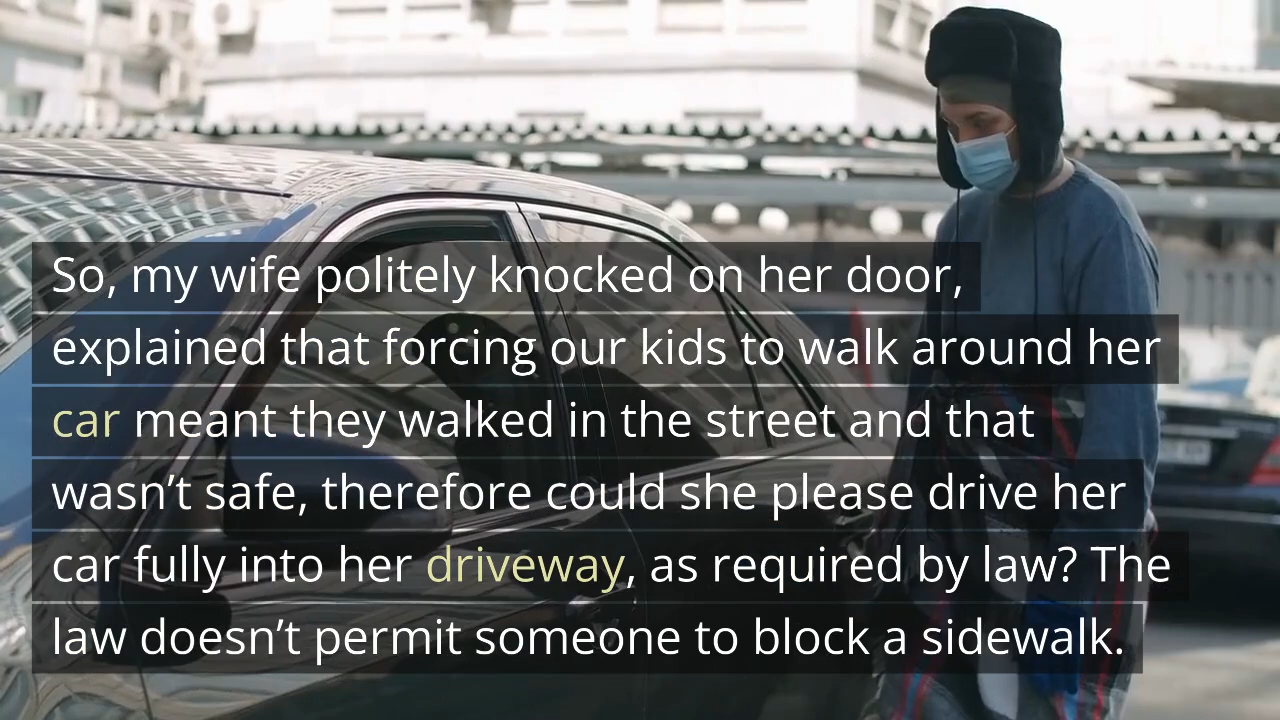 So, my wife politely knocked on her door,
explained that forcing our kids to walk around her
car meant they walked in the street and that
wasn’t safe, therefore could she please drive her
car fully into her driveway, as required by law? The
law doesn’t permit someone to block a sidewalk.